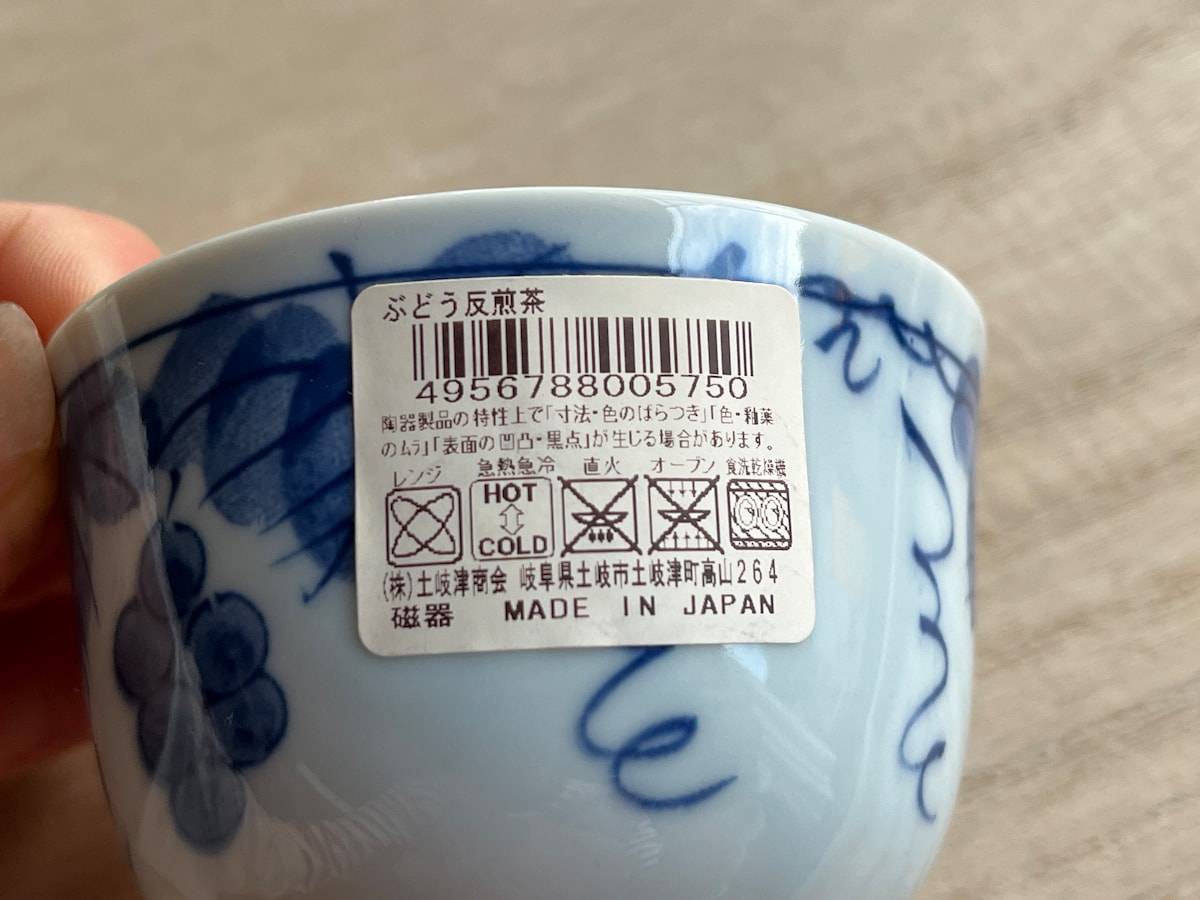 ぶどう反煎茶
4956788005750
陶器製品の特性上で「寸法・色のばらつき」「色・釉薬
のムラ」「表面の凹凸・黒点」が生じる場合があります。
レンジ 急熱急冷 直火 オーブン 食洗乾燥機
HOT
COLD
(株)土岐津商会 岐阜県土岐市土岐津町高山264
磁器 MADE IN JAPAN